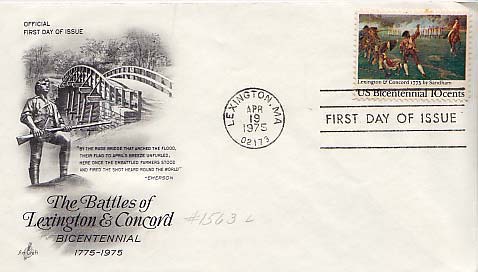 OFFICIAL
FIRST DAY OF ISSUE
Lexington & Concord 1775 by Sandham
US Bicentennial 10cents
LEXINGTON, MA
APR
19
1975
02173
FIRST DAY OF ISSUE
"BY THE RUDE BRIDGE THAT ARCHED THE FLOOD,
THEIR FLAG TO APRIL'S BREEZE UNFURLED,
HERE ONCE THE EMBATTLED FARMERS STOOD
AND FIRED THE SHOT HEARD ROUND THE WORLD"
—EMERSON
The Battles of
Lexington & Concord
BICENTENNIAL
1775-1975
#1563 L
ArtCraft